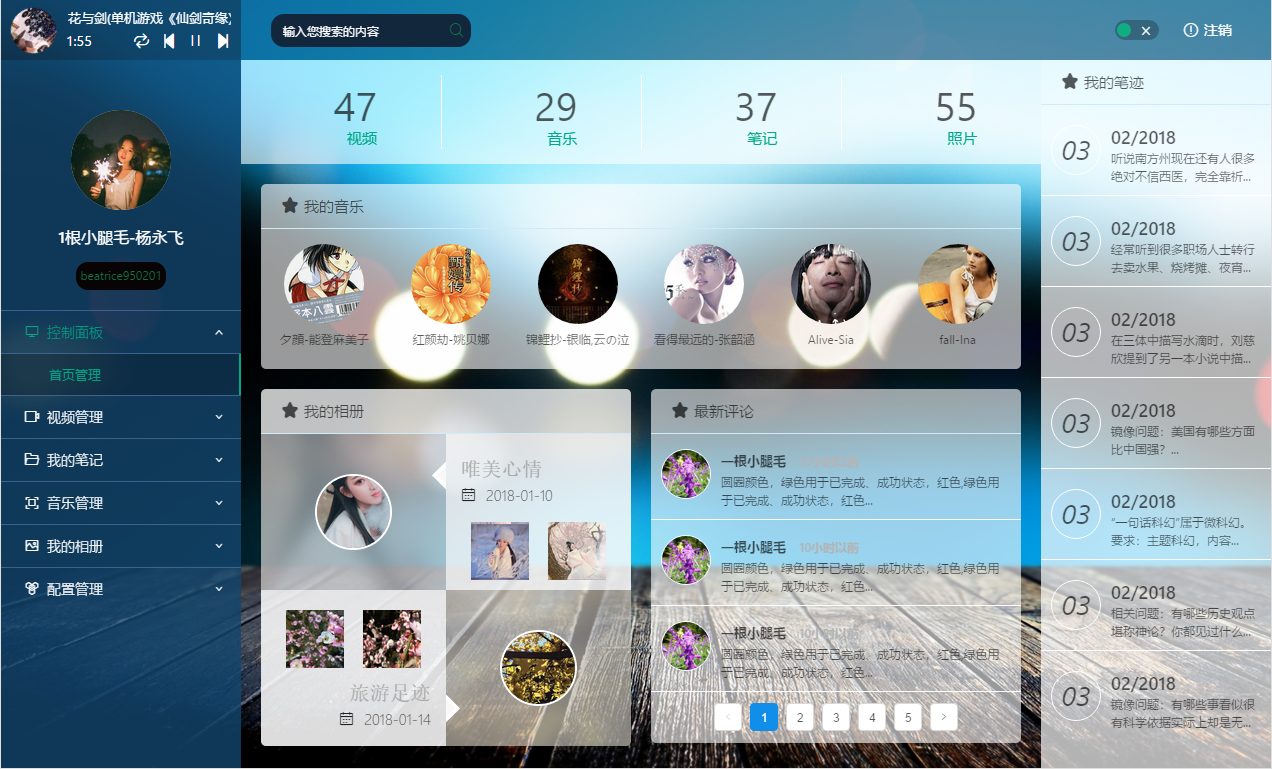 花与剑(单机游戏《仙剑奇缘》
1:55
输入您搜索的内容
注销
1根小腿毛-杨永飞
beatrice950201
控制面板
首页管理
视频管理
我的笔记
音乐管理
我的相册
配置管理
47
视频
29
音乐
37
笔记
55
照片
我的音乐
夕顔-能登麻美子
红颜劫-姚贝娜
锦鲤抄-银临,云の泣
看得最远的-张韶涵
Alive-Sia
fall-Ina
我的相册
唯美心情
2018-01-10
旅游足迹
2018-01-14
最新评论
一根小腿毛 10小时以前
圆圈颜色，绿色用于已完成、成功状态，红色,绿色用
于已完成、成功状态，红色...
一根小腿毛 10小时以前
圆圈颜色，绿色用于已完成、成功状态，红色,绿色用
于已完成、成功状态，红色...
一根小腿毛 10小时以前
圆圈颜色，绿色用于已完成、成功状态，红色,绿色用
于已完成、成功状态，红色...
1 2 3 4 5
我的笔迹
03
02/2018
听说南方州现在还有人很多
绝对不信西医，完全靠祈...
03
02/2018
经常听到很多职场人士转行
去卖水果、烧烤摊、夜宵...
03
02/2018
在三体中描写水滴时，刘慈
欣提到了另一本小说中描...
03
02/2018
镜像问题：美国有哪些方面
比中国强？...
03
02/2018
“一句话科幻”属于微科幻。
要求：主题科幻，内容...
03
02/2018
相关问题：有哪些历史观点
堪称神论？你都见过什么...
03
02/2018
镜像问题：有哪些事看似很
有科学依据实际上却是无...